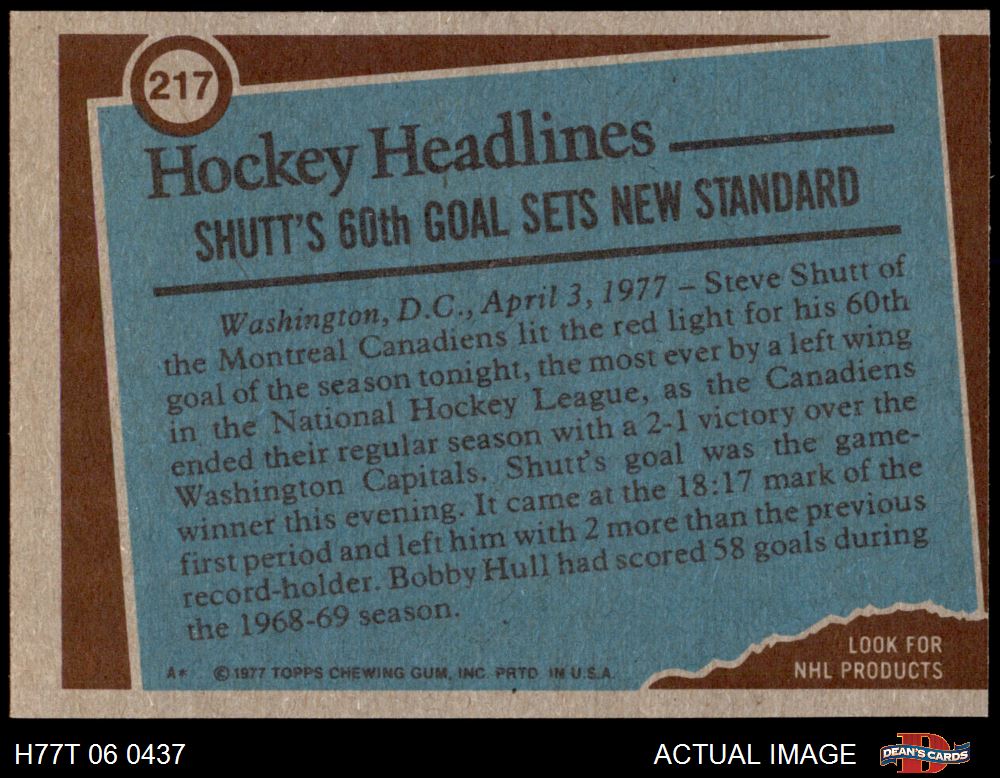 217
Hockey Headlines
SHUTT'S 60th GOAL SETS NEW STANDARD
Washington, D.C., April 3, 1977 – Steve Shutt of
the Montreal Canadiens lit the red light for his 60th
goal of the season tonight, the most ever by a left wing
in the National Hockey League, as the Canadiens
ended their regular season with a 2-1 victory over the
Washington Capitals. Shutt's goal was the game-
winner this evening. It came at the 18:17 mark of the
first period and left him with 2 more than the previous
record-holder. Bobby Hull had scored 58 goals during
the 1968-69 season.
A* © 1977 TOPPS CHEWING GUM, INC. PRTD IN U.S.A.
LOOK FOR
NHL PRODUCTS
H77T 06 0437
ACTUAL IMAGE
DEAN'S CARDS